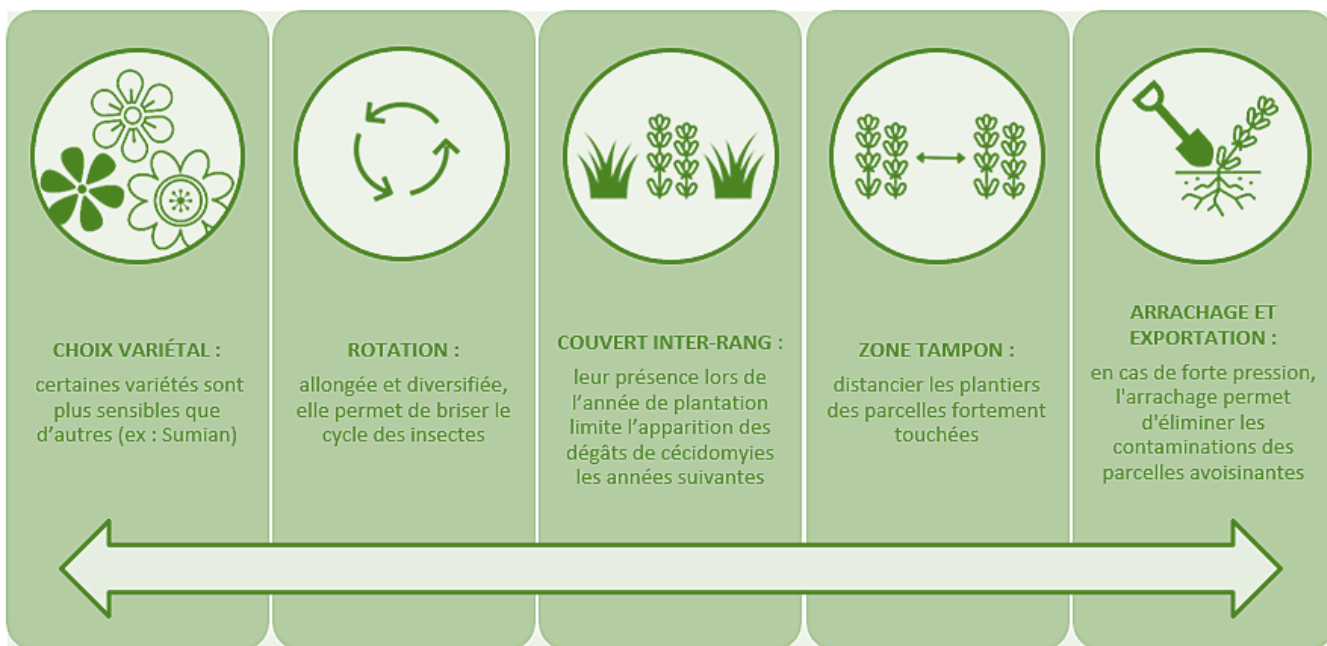 CHOIX VARIÉTAL :
certaines variétés sont
plus sensibles que
d'autres (ex : Sumian)
ROTATION :
allongée et diversifiée,
elle permet de briser le
cycle des insectes
COUVERT INTER-RANG :
leur présence lors de
l'année de plantation
limite l'apparition des
dégâts de cécidomyies
les années suivantes
ZONE TAMPON :
distancier les plantiers
des parcelles fortement
touchées
ARRACHAGE ET
EXPORTATION :
en cas de forte pression,
l'arrachage permet
d'éliminer les
contaminations des
parcelles avoisinantes